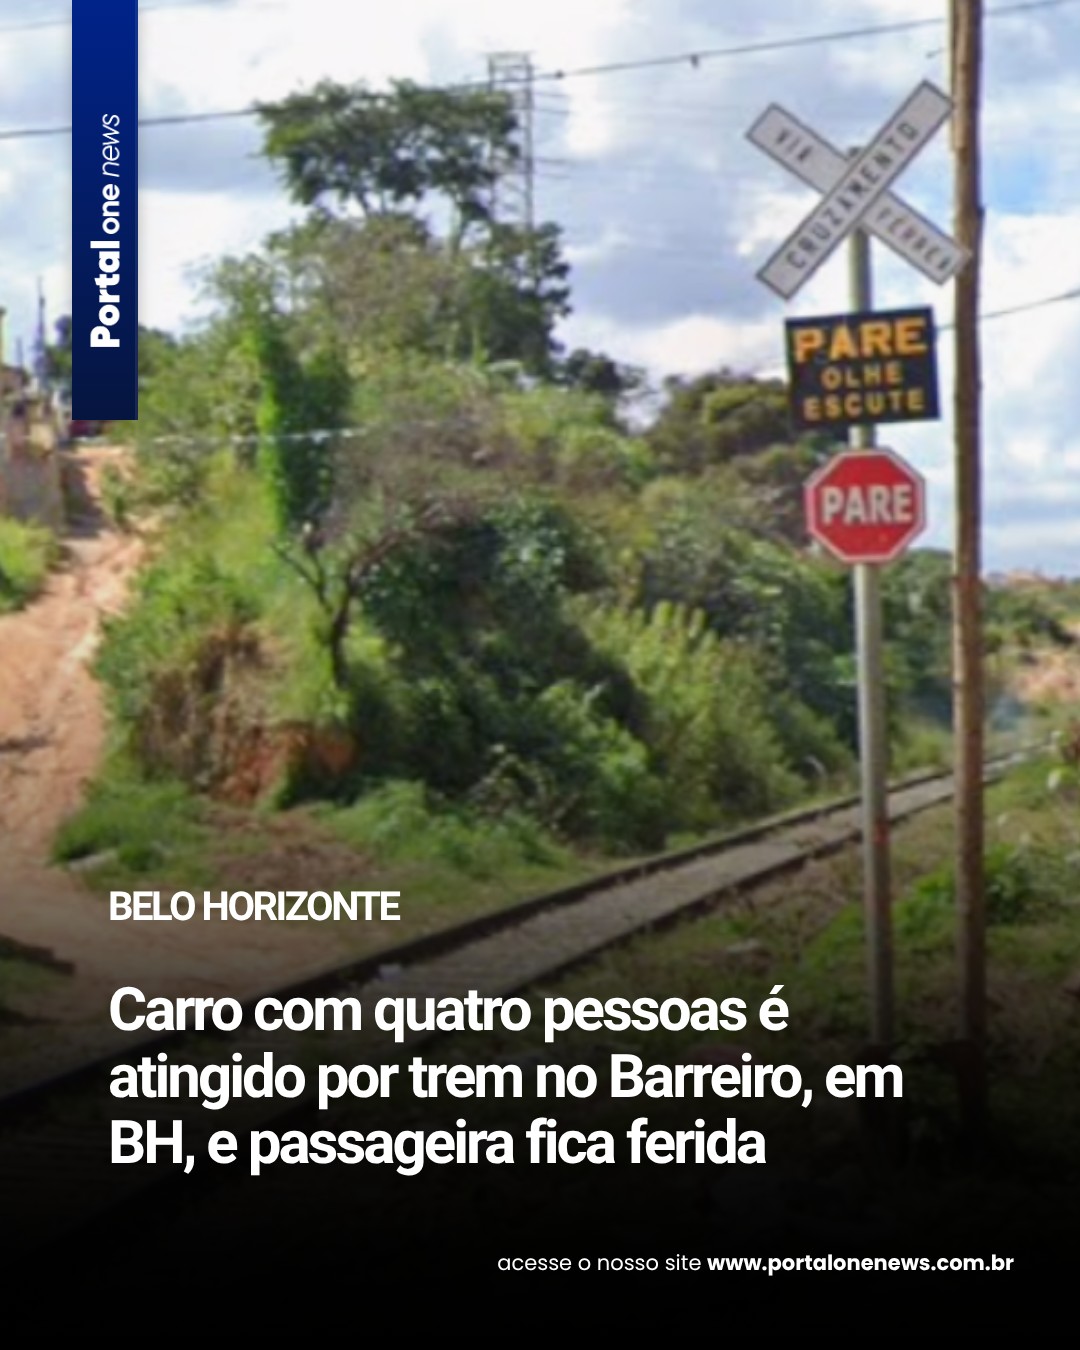 Portal one news
VIA
CRUZAMENTO
FÉRREA
PARE
OLHE
ESCUTE
PARE
BELO HORIZONTE
Carro com quatro pessoas é
atingido por trem no Barreiro, em
BH, e passageira fica ferida
acesse o nosso site www.portalonenews.com.br